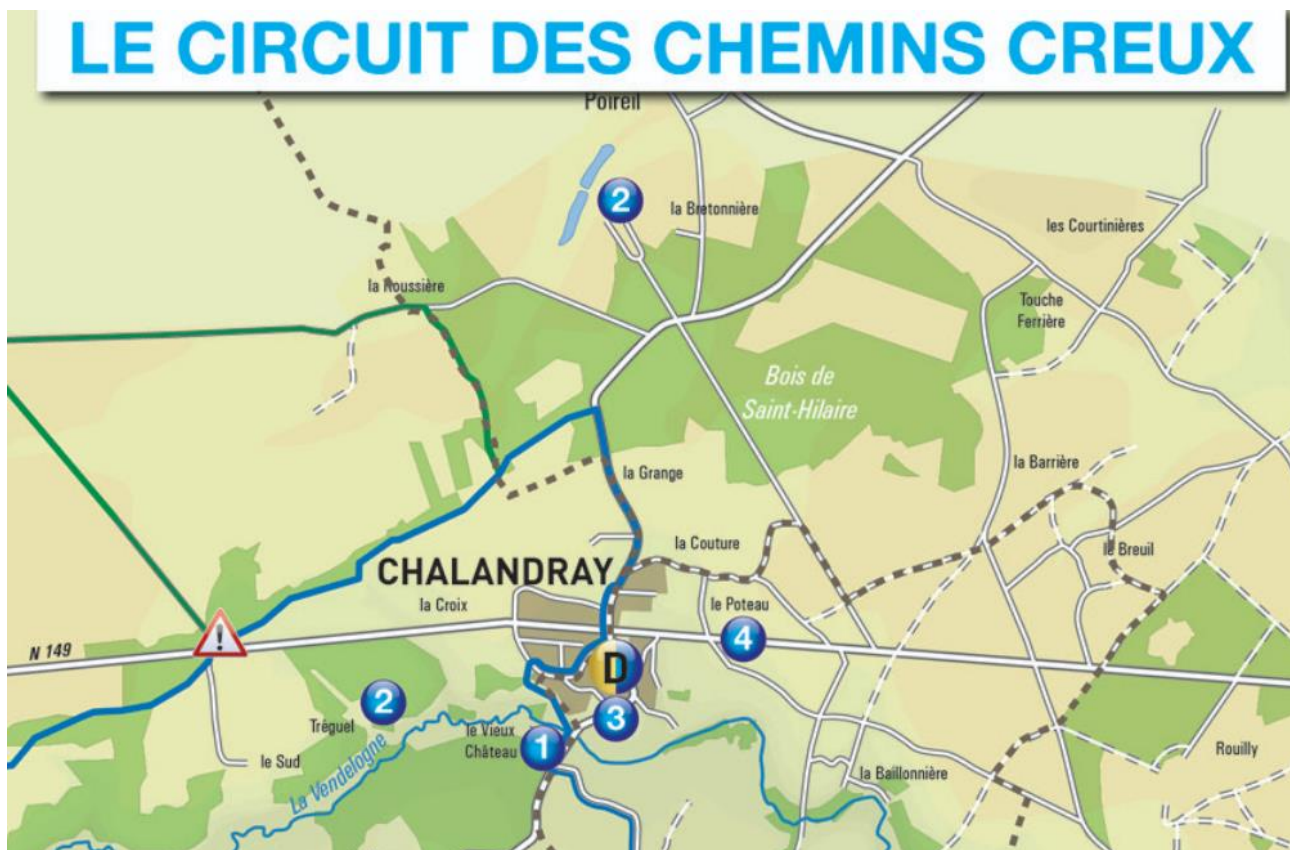 LE CIRCUIT DES CHEMINS CREUX
Poireil
2
la Bretonnière
les Courtinières
la Roussière
Touche
Ferrière
Bois de
Saint-Hilaire
la Grange
la Barrière
la Couture
le Breuil
CHALANDRAY
la Croix
le Poteau
!
4
N 149
D
2
3
Tréguel
le Vieux
Château
1
Rouilly
le Sud
La Vendelogne
la Baillonnière